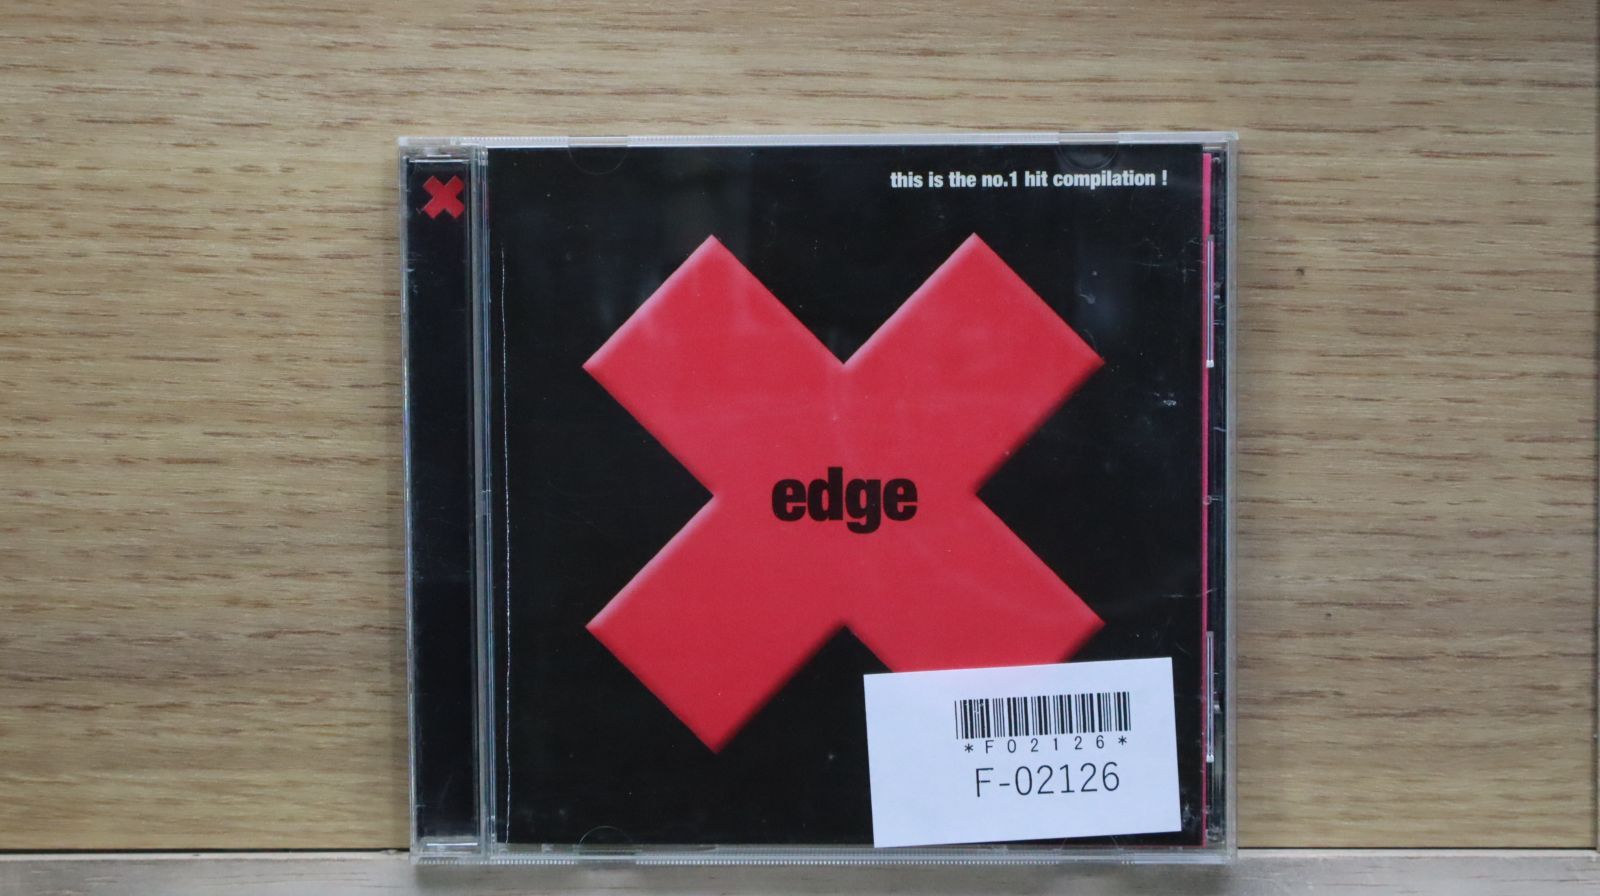 this is the no.1 hit compilation !
edge
*F02126*
F-02126